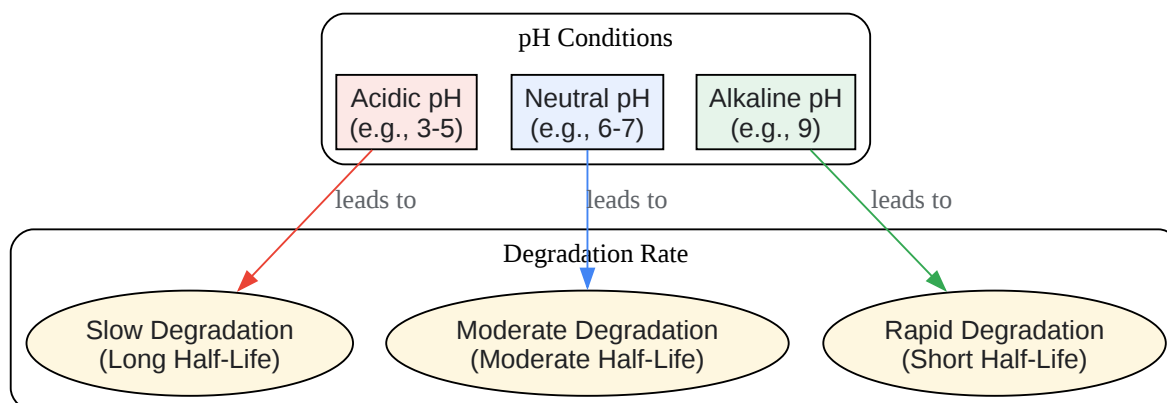 pH Conditions
Acidic pH
(e.g., 3-5)
Neutral pH
(e.g., 6-7)
Alkaline pH
(e.g., 9)
leads to
leads to
leads to
Degradation Rate
Slow Degradation
(Long Half-Life)
Moderate Degradation
(Moderate Half-Life)
Rapid Degradation
(Short Half-Life)